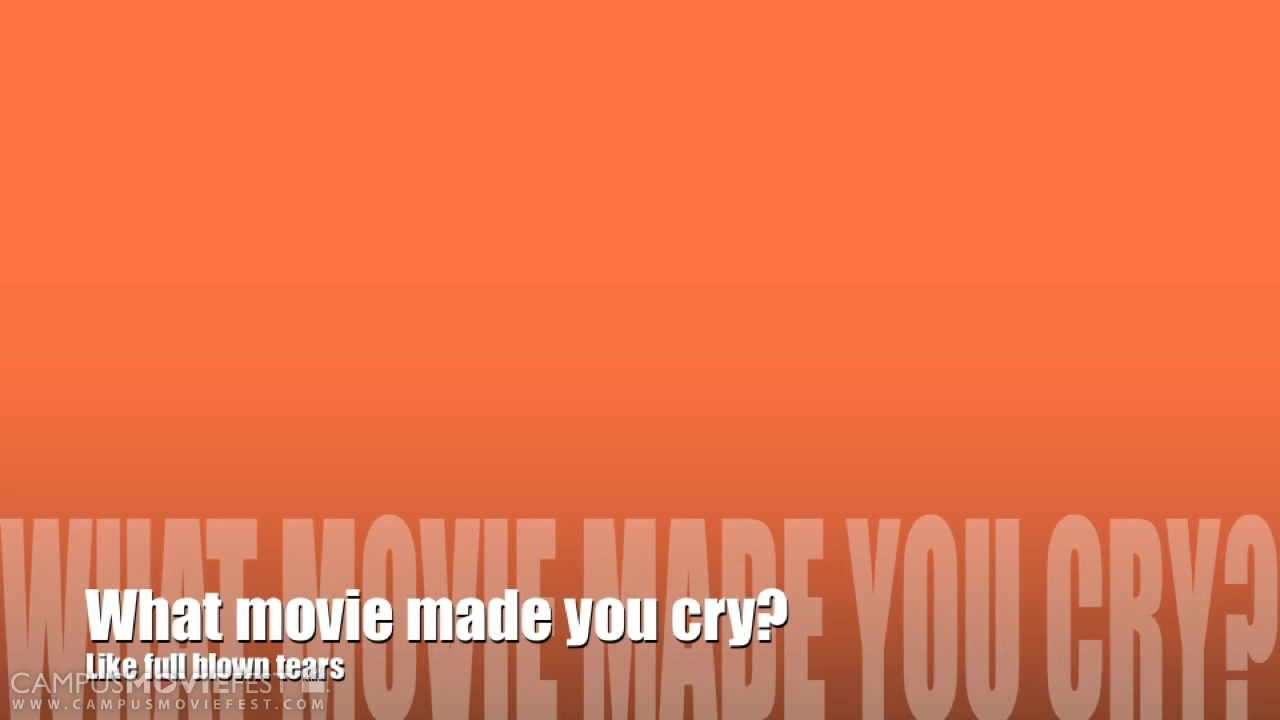 WHAT MOVIE MADE YOU CRY?
What movie made you cry?
Like full blown tears
CAMPUSMOVIEFEST
WWW.CAMPUSMOVIEFEST.COM